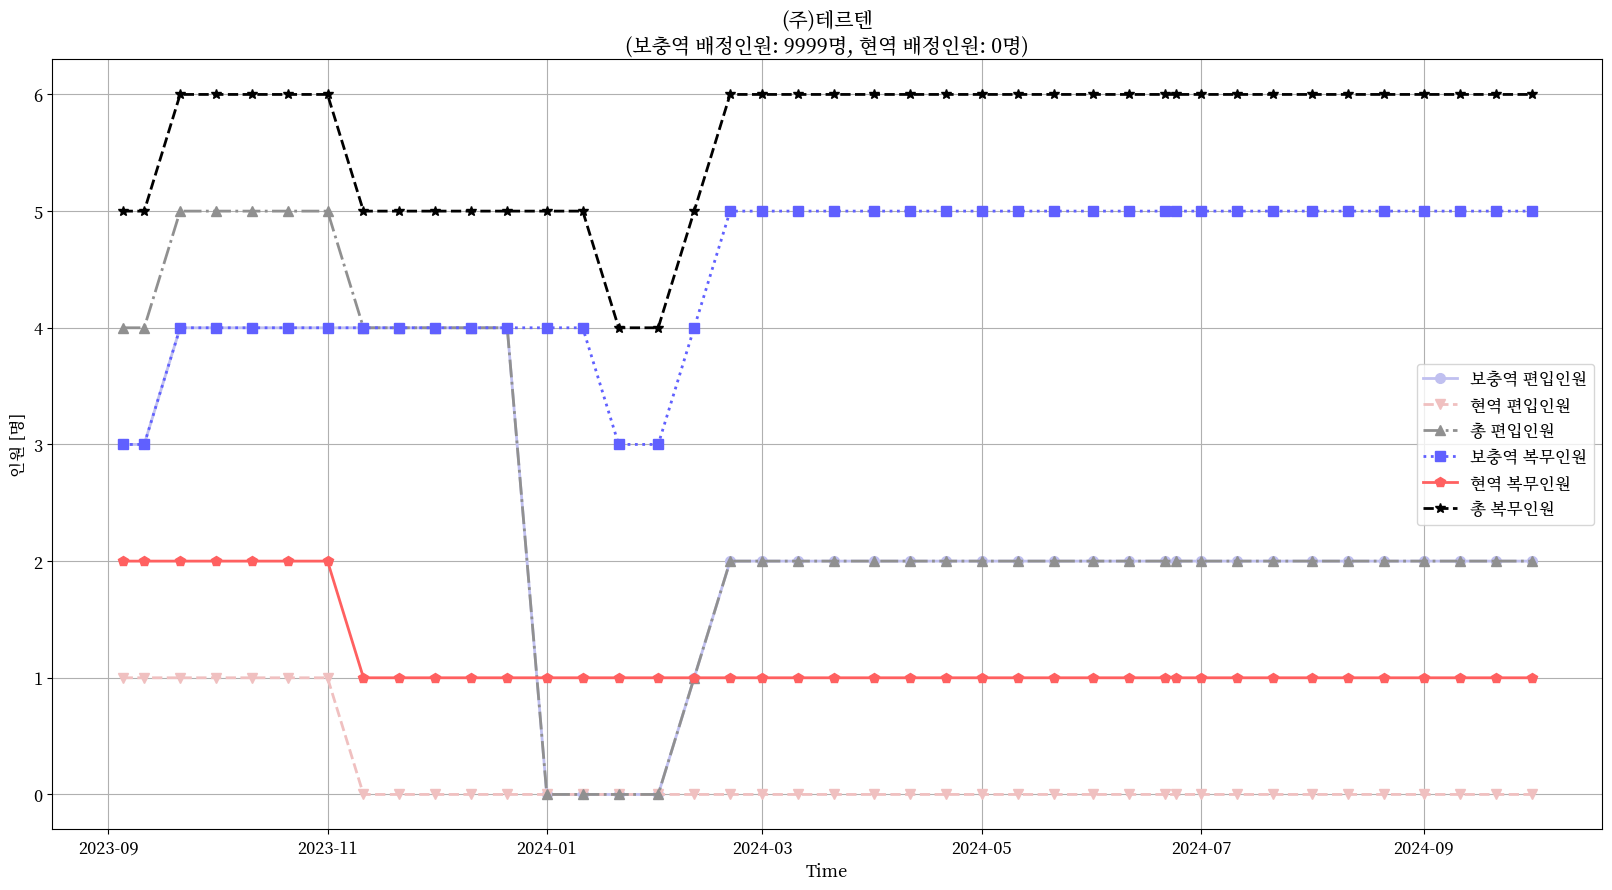 (주)테르텐
(보충역 배정인원: 9999명, 현역 배정인원: 0명)
인원 [명]
6
5
4
3
2
1
0
보충역 편입인원
현역 편입인원
총 편입인원
보충역 복무인원
현역 복무인원
총 복무인원
2023-09
2023-11
2024-01
2024-03
2024-05
2024-07
2024-09
Time